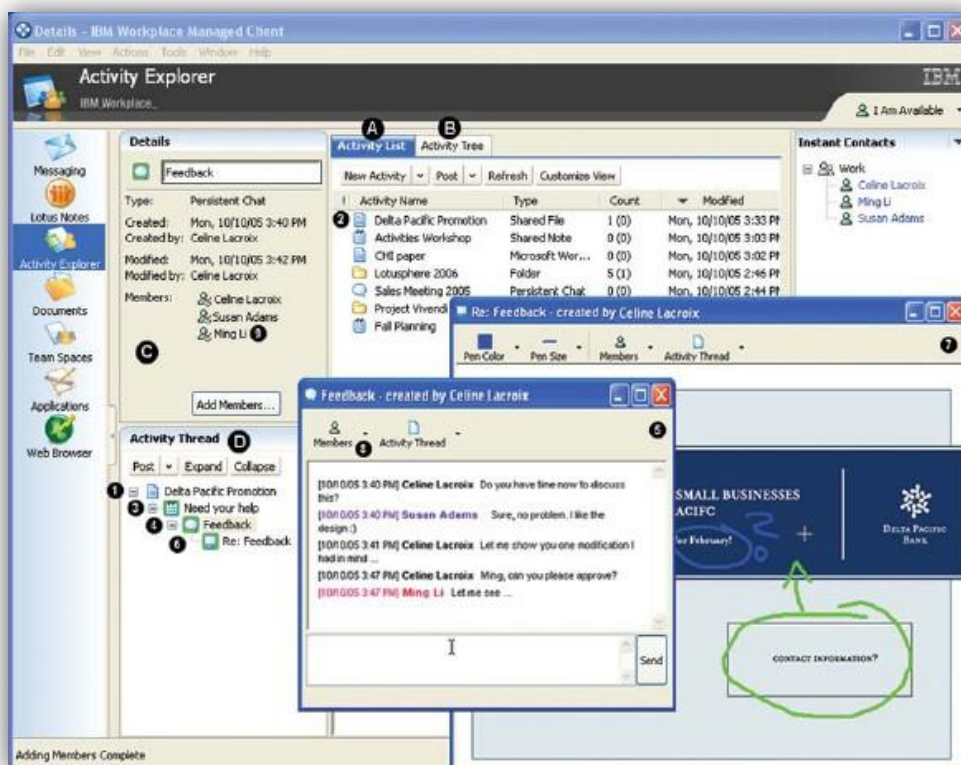 Details - IBM Workplace Managed Client
File Edit View Actions Tools Window Help
Activity Explorer
IBM Workplace
IBM
I Am Available
Messaging
Lotus Notes
Activity Explorer
Documents
Team Spaces
Applications
Web Browser
Details
Feedback
Type: Persistent Chat
Created: Mon, 10/10/05 3:40 PM
Created by: Celine Lacroix
Modified: Mon, 10/10/05 3:42 PM
Modified by: Celine Lacroix
Members: Celine Lacroix
Susan Adams
Ming Li 9
C
Add Members...
Activity Thread D
Post Expand Collapse
1 Delta Pacific Promotion
3 Need your help
4 Feedback
6 Re: Feedback
A B
Activity List Activity Tree
New Activity Post Refresh Customize View
! Activity Name Type Count Modified
2 Delta Pacific Promotion Shared File 1 (0) Mon, 10/10/05 3:33 PM
Activities Workshop Shared Note 0 (0) Mon, 10/10/05 3:03 PM
CHI paper Microsoft Wor... 0 (0) Mon, 10/10/05 3:02 PM
Lotusphere 2006 Folder 5 (1) Mon, 10/10/05 2:46 PM
Sales Meeting 2005 Persistent Chat 0 (0) Mon, 10/10/05 2:44 PM
Project Vivendi
Fall Planning
Instant Contacts
Work
Celine Lacroix
Ming Li
Susan Adams
Re: Feedback - created by Celine Lacroix
Pen Color Pen Size Members Activity Thread
7
SMALL BUSINESSES
ACIFC
for February!
?
DELTA PACIFIC
BANK
CONTACT INFORMATION?
Feedback - created by Celine Lacroix
5
Members 8 Activity Thread
[10/10/05 3:40 PM] Celine Lacroix Do you have time now to discuss
this?
[10/10/05 3:40 PM] Susan Adams Sure, no problem. I like the
design :)
[10/10/05 3:41 PM] Celine Lacroix Let me show you one modification I
had in mind ...
[10/10/05 3:47 PM] Celine Lacroix Ming, can you please approve?
[10/10/05 3:47 PM] Ming Li Let me see ...
Send
Adding Members Complete